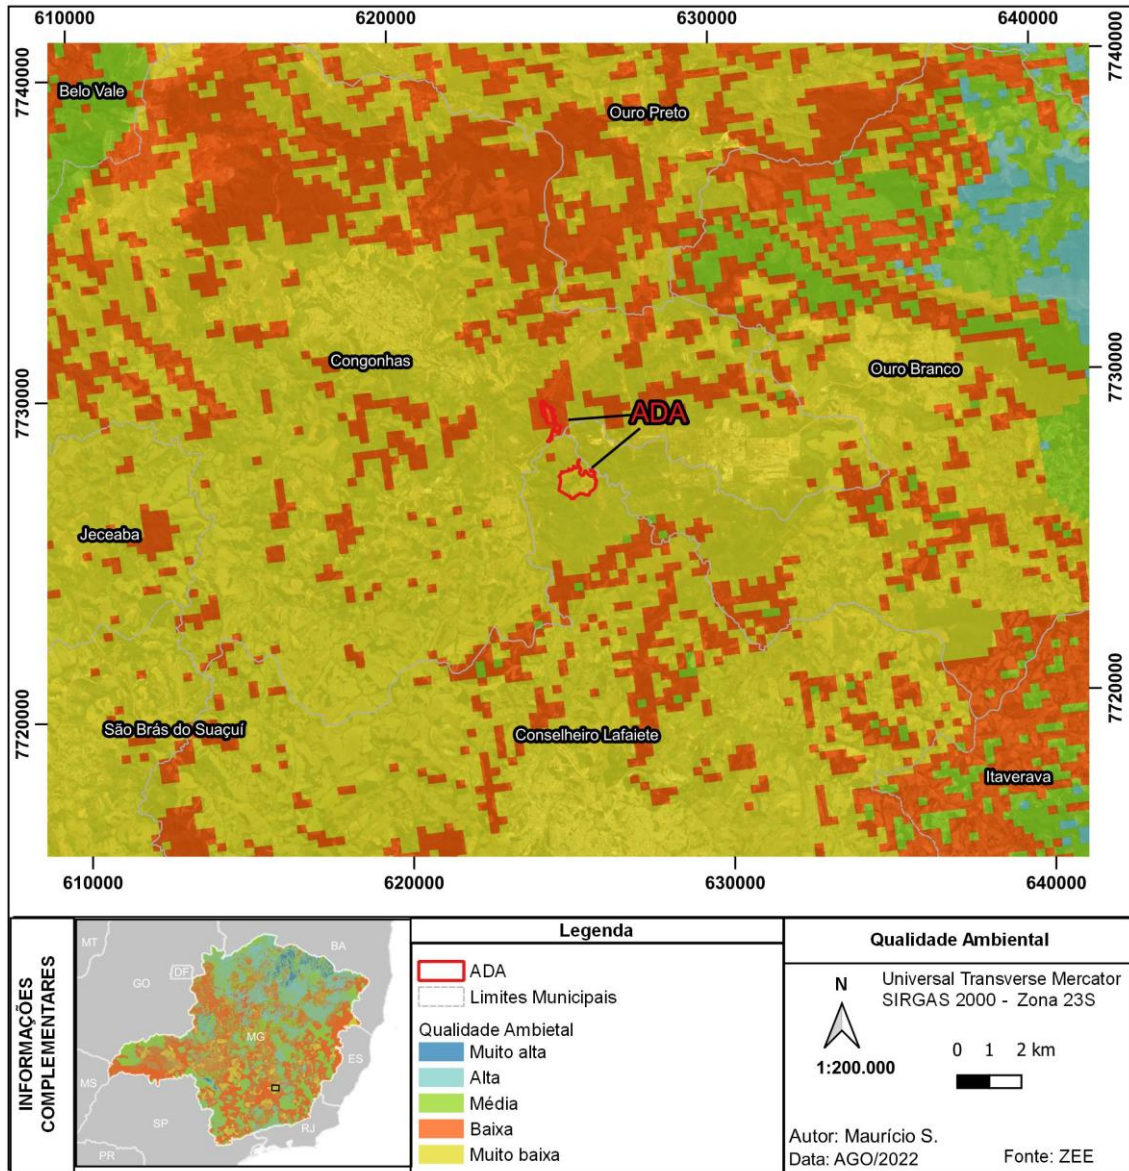 610000
620000
630000
640000
7740000
7740000
Belo Vale
Ouro Preto
Congonhas
Ouro Branco
7730000
7730000
ADA
Jeceaba
7720000
7720000
São Brás do Suaçuí
Conselheiro Lafaiete
Itaverava
610000
620000
630000
640000
INFORMAÇÕES
COMPLEMENTARES
MT
BA
GO
DF
MG
ES
MS
SP
RJ
PR
Legenda
ADA
Limites Municipais
Qualidade Ambietal
Muito alta
Alta
Média
Baixa
Muito baixa
Qualidade Ambiental
N
Universal Transverse Mercator
SIRGAS 2000 - Zona 23S
1:200.000
0 1 2 km
Autor: Maurício S.
Data: AGO/2022
Fonte: ZEE